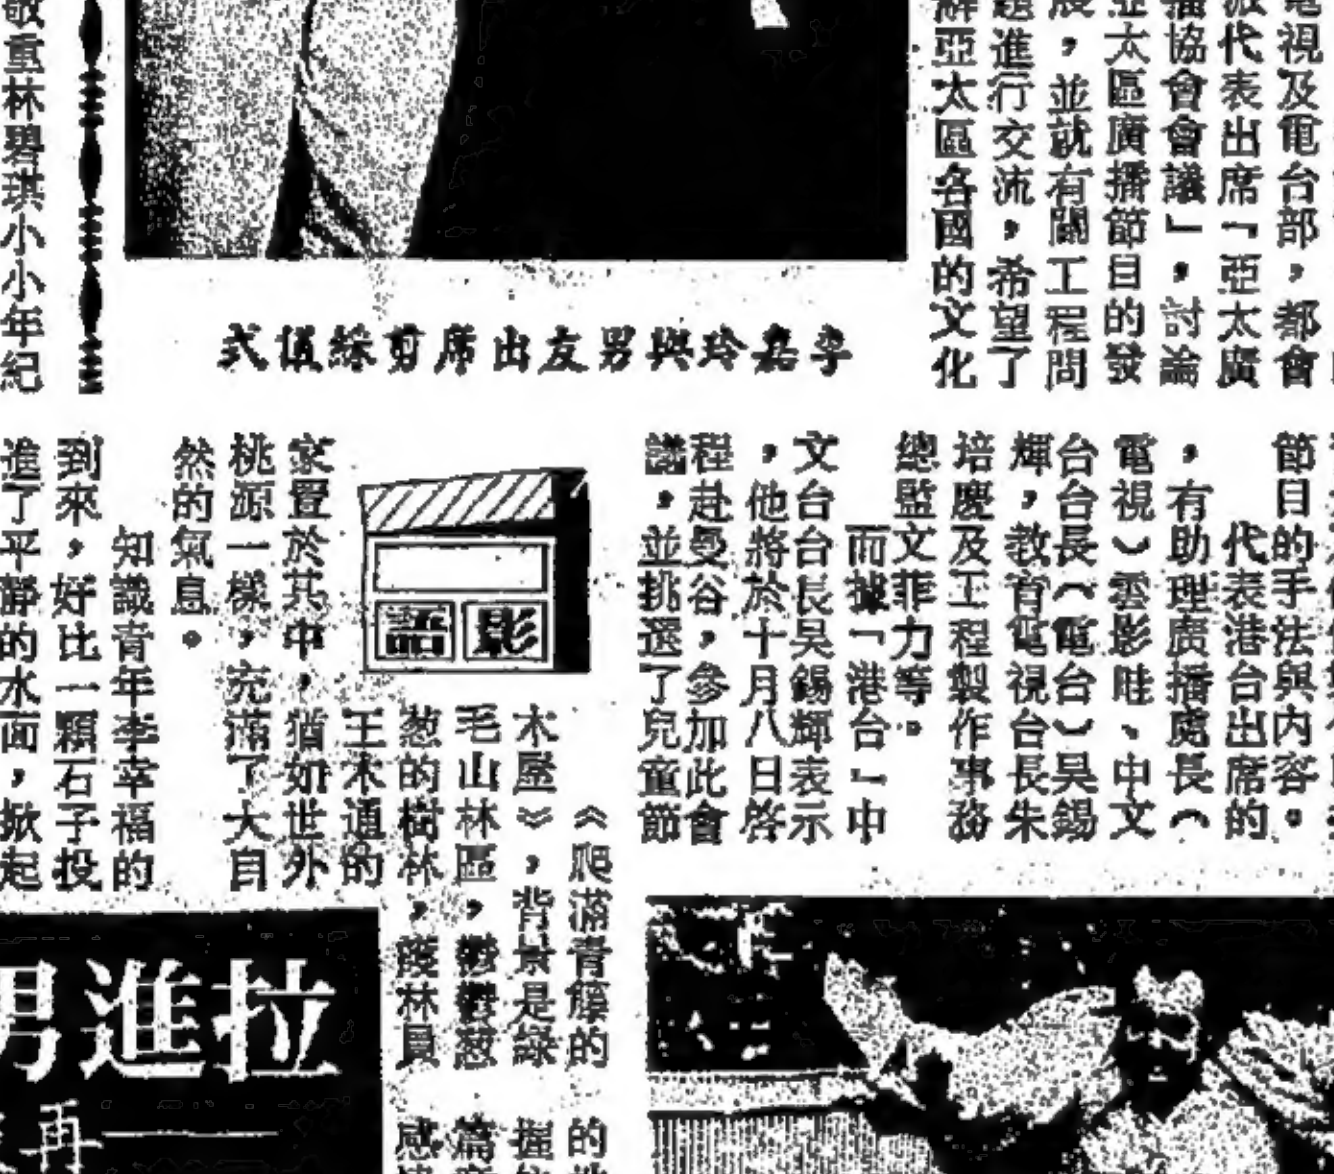 電視及電台部，都會
派代表出席「亞太廣
播協會會議」，討論
亞太區廣播節目的發
展，並就有關工程問
題進行交流，希望了
解亞太區各國的文化
節目的手法與內容。
代表港台出席的
，有助理廣播處長（
電視）雲影畦、中文
台台長（電台）吳錫
輝，教育電視台長朱
培慶及工程製作事務
總監文菲力等。
而據「港台」中
文台台長吳錫輝表示
，他將於十月八日啓
程赴曼谷，參加此會
議，並挑選了兒童節
李嘉玲與男友出席剪綵儀式
影語
《爬滿青籐的
木屋》，背景是綠
毛山林區，鬱鬱葱
葱的樹林，護林員
王木通的
家置於其中，猶如世外
桃源一樣，充滿了大自
然的氣息。
知識青年李幸福的
到來，好比一顆石子投
進了平靜的水面，掀起
敬重林碧琪小小年紀
拉進男
再